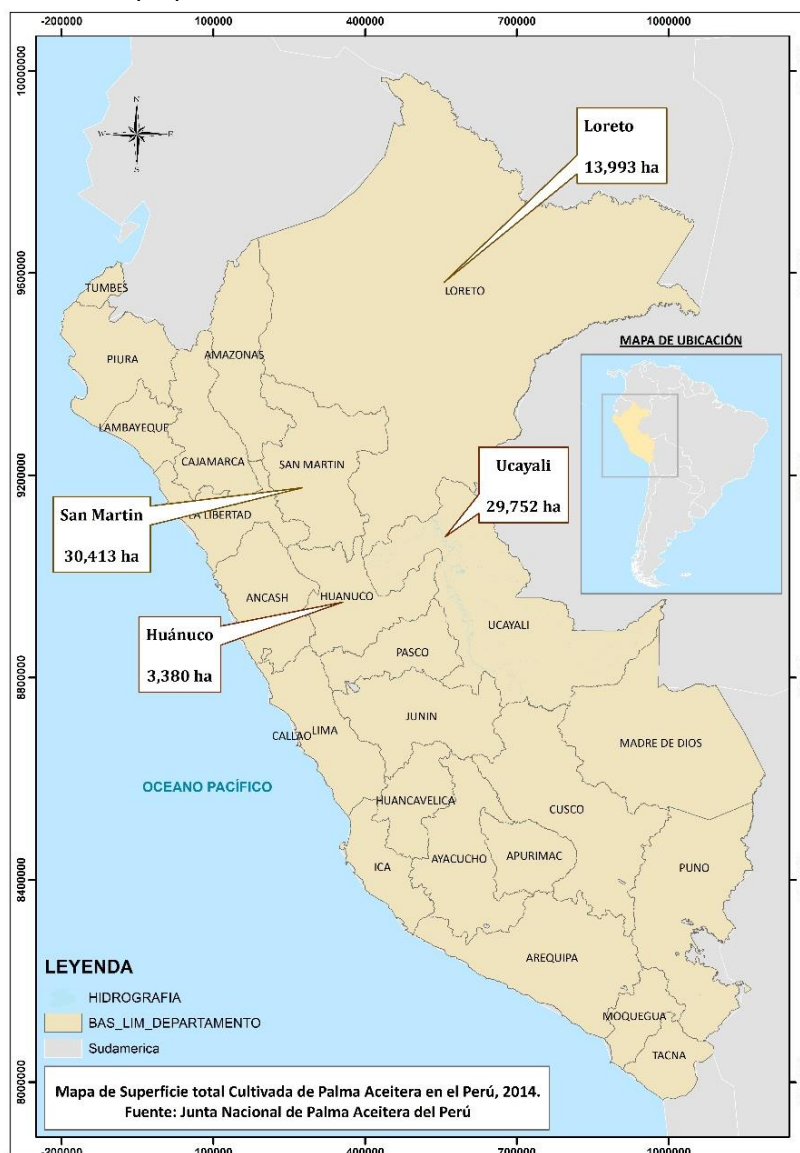 -200000
100000
400000
700000
1000000
10000000
9600000
9200000
8800000
8400000
8000000
N
W
E
S
Loreto
13,993 ha
LORETO
TUMBES
PIURA
AMAZONAS
MAPA DE UBICACIÓN
LAMBAYEQUE
CAJAMARCA
SAN MARTIN
Ucayali
29,752 ha
San Martin
30,413 ha
LA LIBERTAD
ANCASH
HUANUCO
UCAYALI
Huánuco
3,380 ha
PASCO
JUNIN
CALLAO
LIMA
MADRE DE DIOS
OCEANO PACÍFICO
HUANCAVELICA
CUSCO
ICA
AYACUCHO
APURIMAC
PUNO
AREQUIPA
MOQUEGUA
TACNA
LEYENDA
HIDROGRAFIA
BAS_LIM_DEPARTAMENTO
Sudamerica
Mapa de Superficie total Cultivada de Palma Aceitera en el Perú, 2014.
Fuente: Junta Nacional de Palma Aceitera del Perú
-200000
100000
400000
700000
1000000